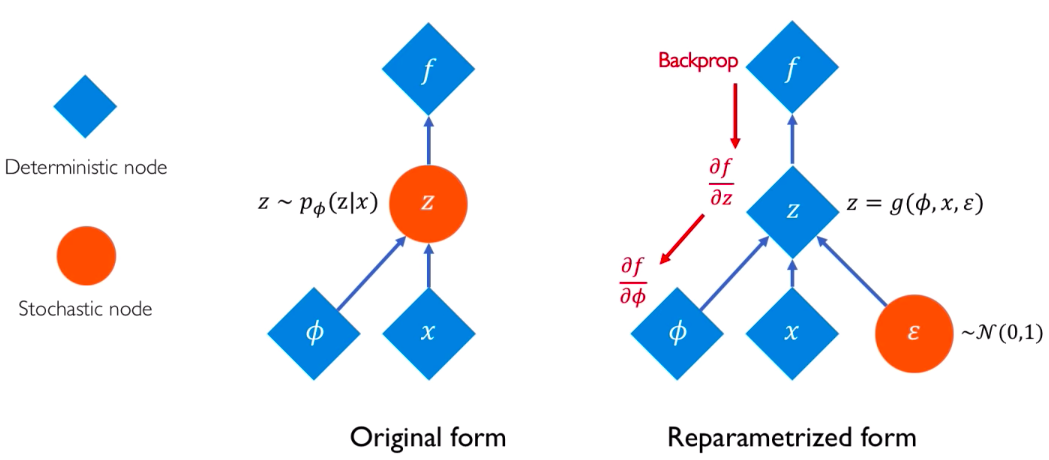 Deterministic node
Stochastic node
f
z ~ p_ϕ(z|x)
z
ϕ
x
Original form
Backprop
f
∂f/∂z
z
z = g(ϕ, x, ε)
∂f/∂ϕ
ϕ
x
ε
~𝒩(0,1)
Reparametrized form